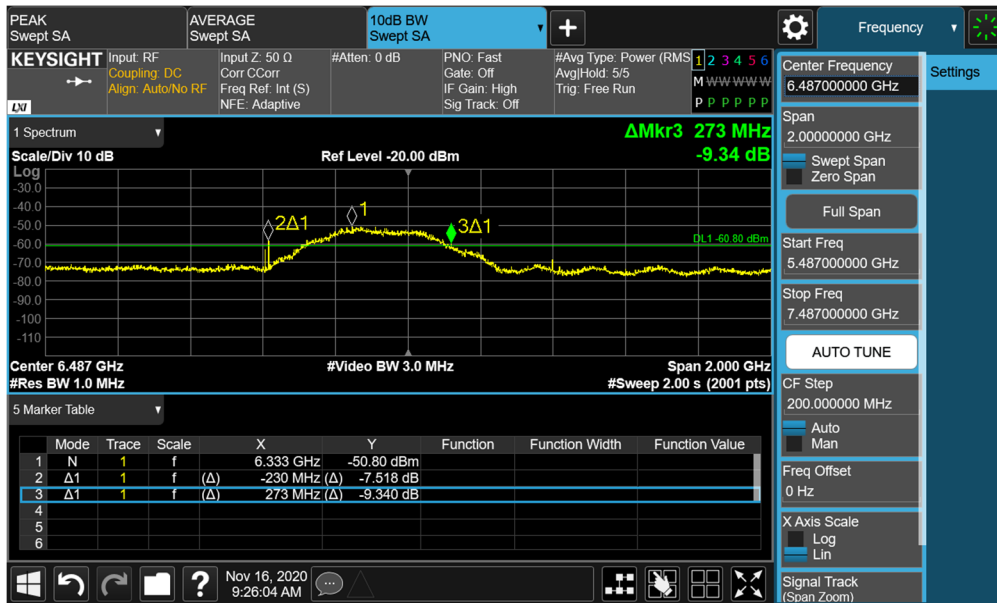 PEAK
Swept SA
AVERAGE
Swept SA
10dB BW
Swept SA
Frequency
KEYSIGHT
LXI
Input: RF
Coupling: DC
Align: Auto/No RF
Input Z: 50 Ω
Corr CCorr
Freq Ref: Int (S)
NFE: Adaptive
#Atten: 0 dB
PNO: Fast
Gate: Off
IF Gain: High
Sig Track: Off
#Avg Type: Power (RMS
Avg|Hold: 5/5
Trig: Free Run
1 2 3 4 5 6
M W W W W W
P P P P P P
Center Frequency
6.487000000 GHz
Settings
Span
2.00000000 GHz
Swept Span
Zero Span
Full Span
Start Freq
5.487000000 GHz
Stop Freq
7.487000000 GHz
AUTO TUNE
CF Step
200.000000 MHz
Auto
Man
Freq Offset
0 Hz
X Axis Scale
Log
Lin
Signal Track
(Span Zoom)
1 Spectrum
ΔMkr3 273 MHz
-9.34 dB
Scale/Div 10 dB
Ref Level -20.00 dBm
Log
-30.0
-40.0
-50.0
-60.0
-70.0
-80.0
-90.0
-100
-110
2Δ1
1
3Δ1
DL1 -60.80 dBm
Center 6.487 GHz
#Video BW 3.0 MHz
Span 2.000 GHz
#Res BW 1.0 MHz
#Sweep 2.00 s (2001 pts)
5 Marker Table
Mode Trace Scale X Y Function Function Width Function Value
1 N 1 f 6.333 GHz -50.80 dBm
2 Δ1 1 f (Δ) -230 MHz (Δ) -7.518 dB
3 Δ1 1 f (Δ) 273 MHz (Δ) -9.340 dB
4
5
6
?
Nov 16, 2020
9:26:04 AM